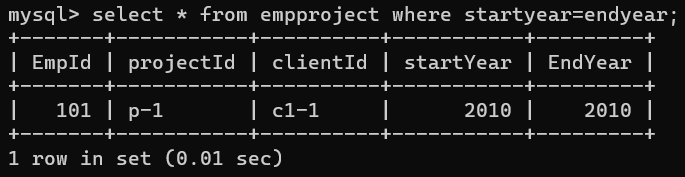 mysql> select * from empproject where startyear=endyear;
+-------+-----------+----------+-----------+---------+
| EmpId | projectId | clientId | startYear | EndYear |
+-------+-----------+----------+-----------+---------+
|   101 | p-1       | c1-1     |      2010 |    2010 |
+-------+-----------+----------+-----------+---------+
1 row in set (0.01 sec)